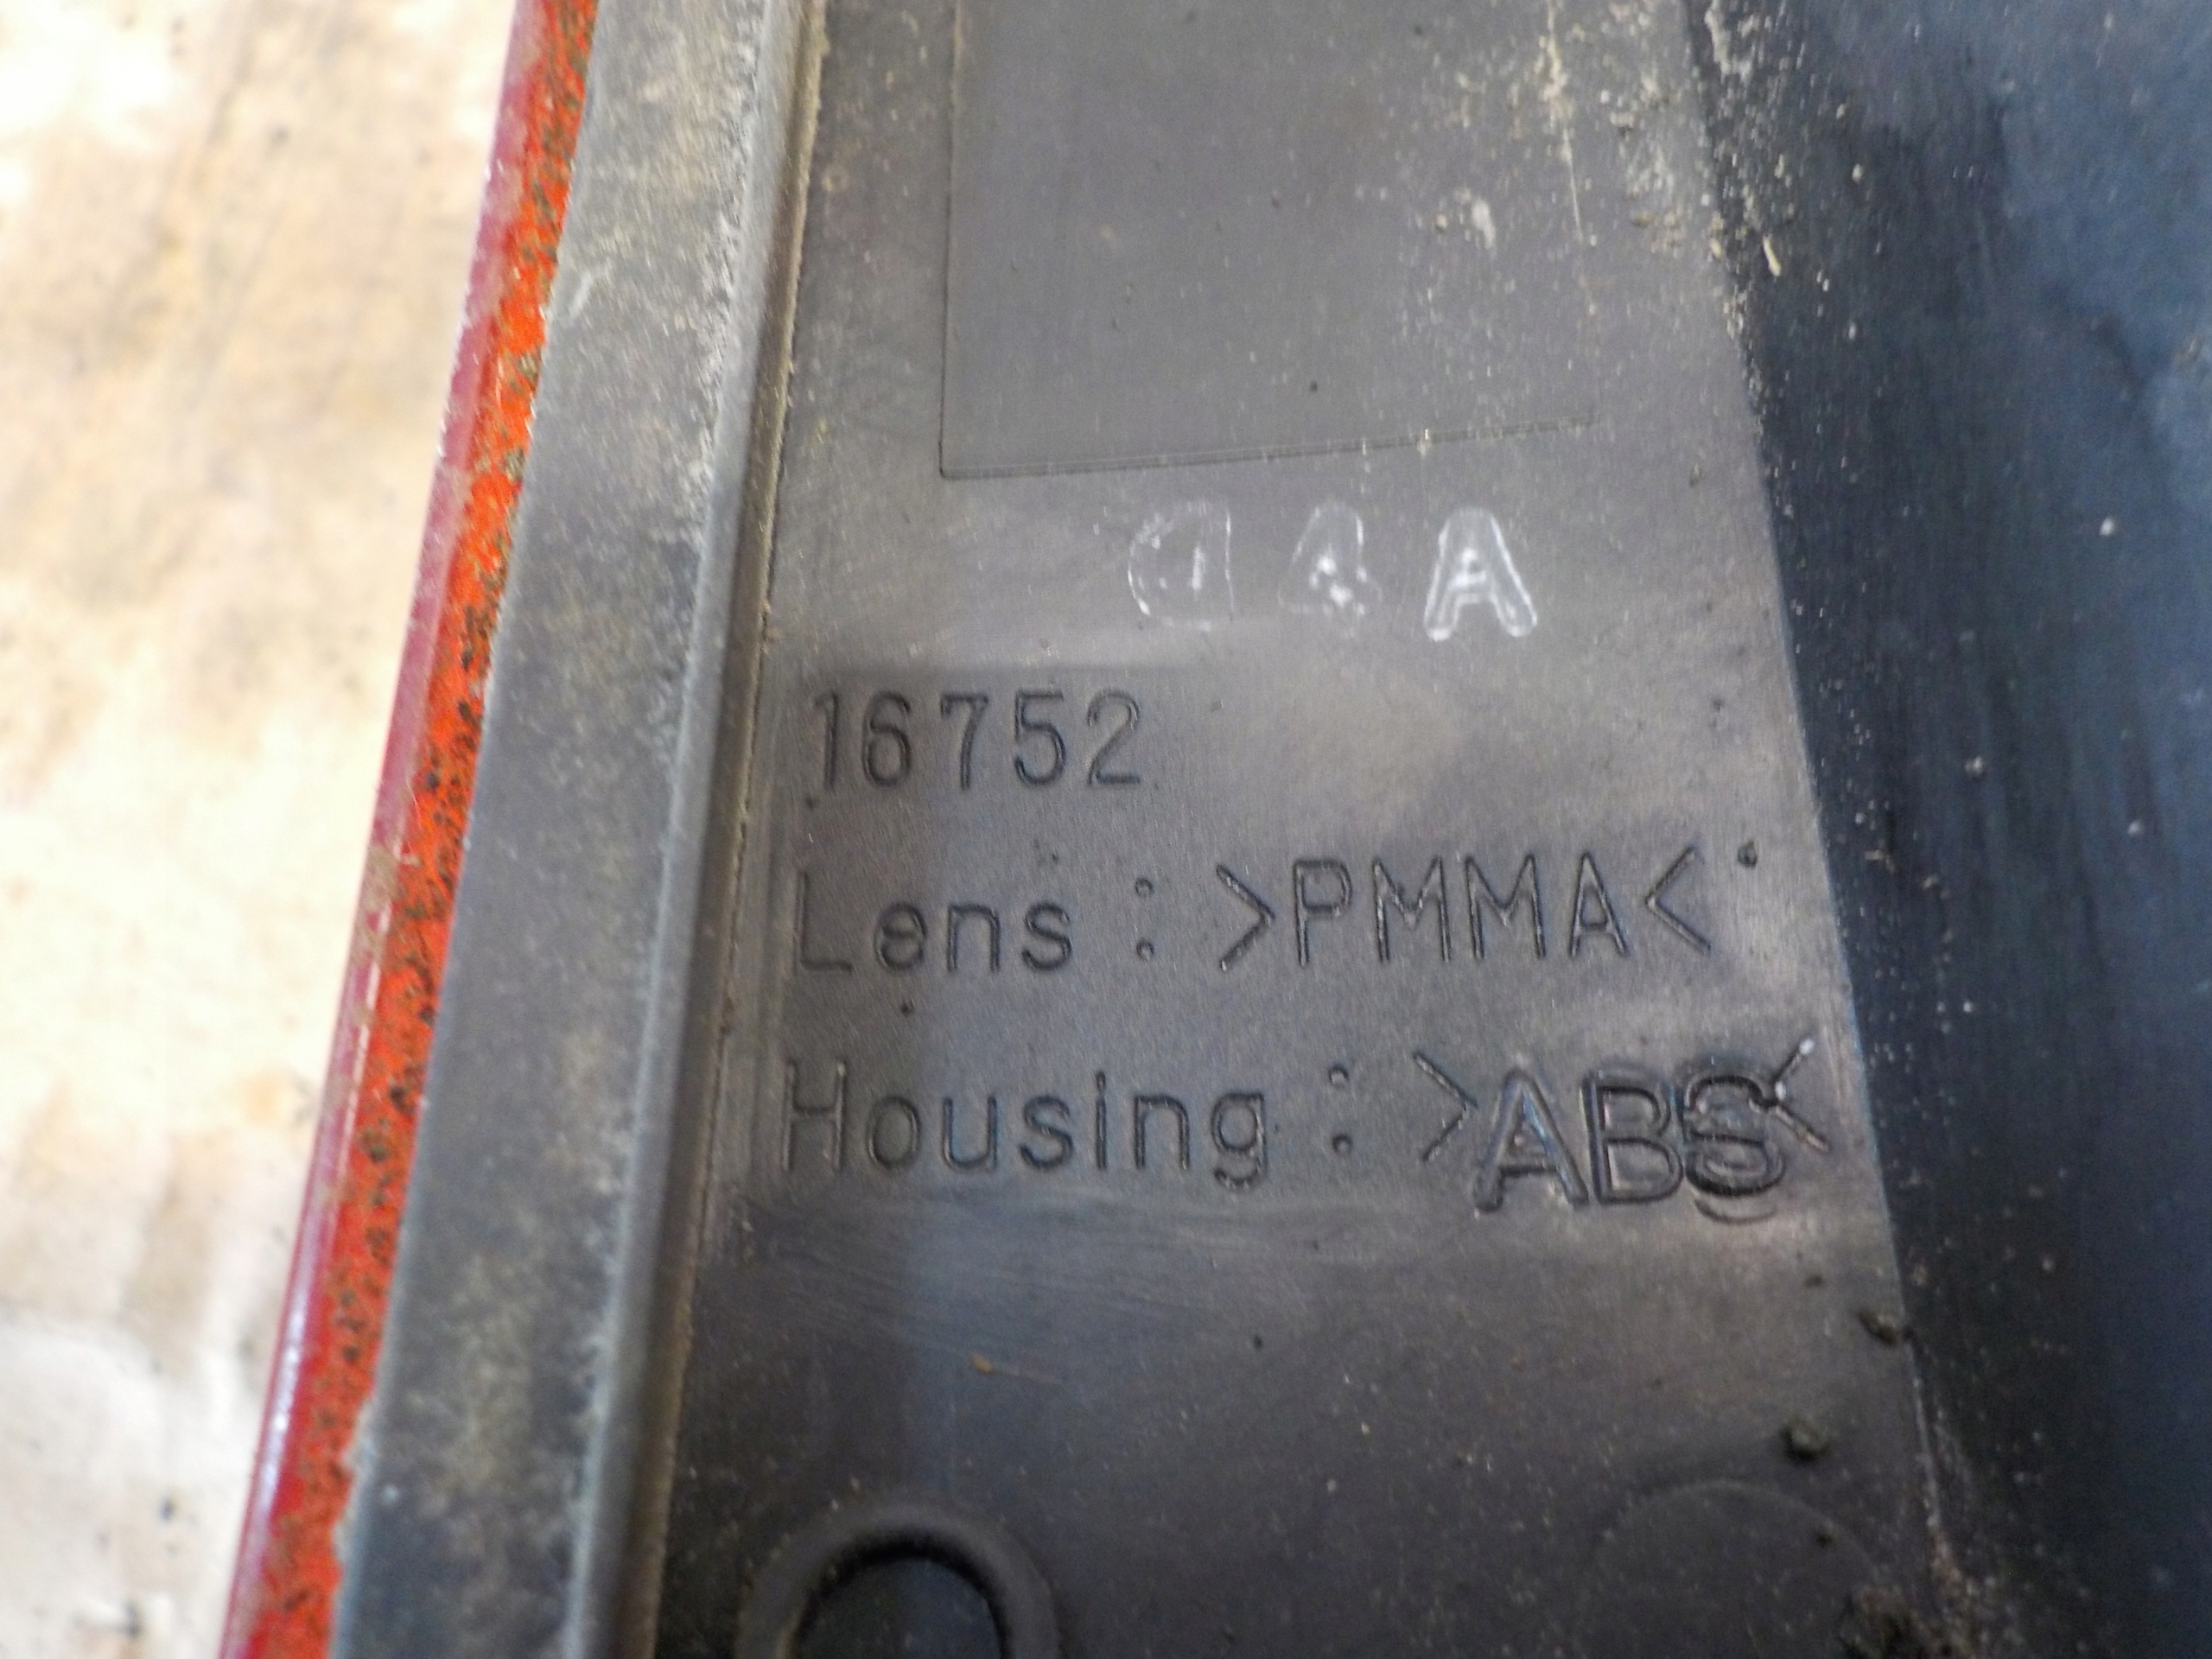 A
16752
Lens : >PMMA<
Housing : >ABS<